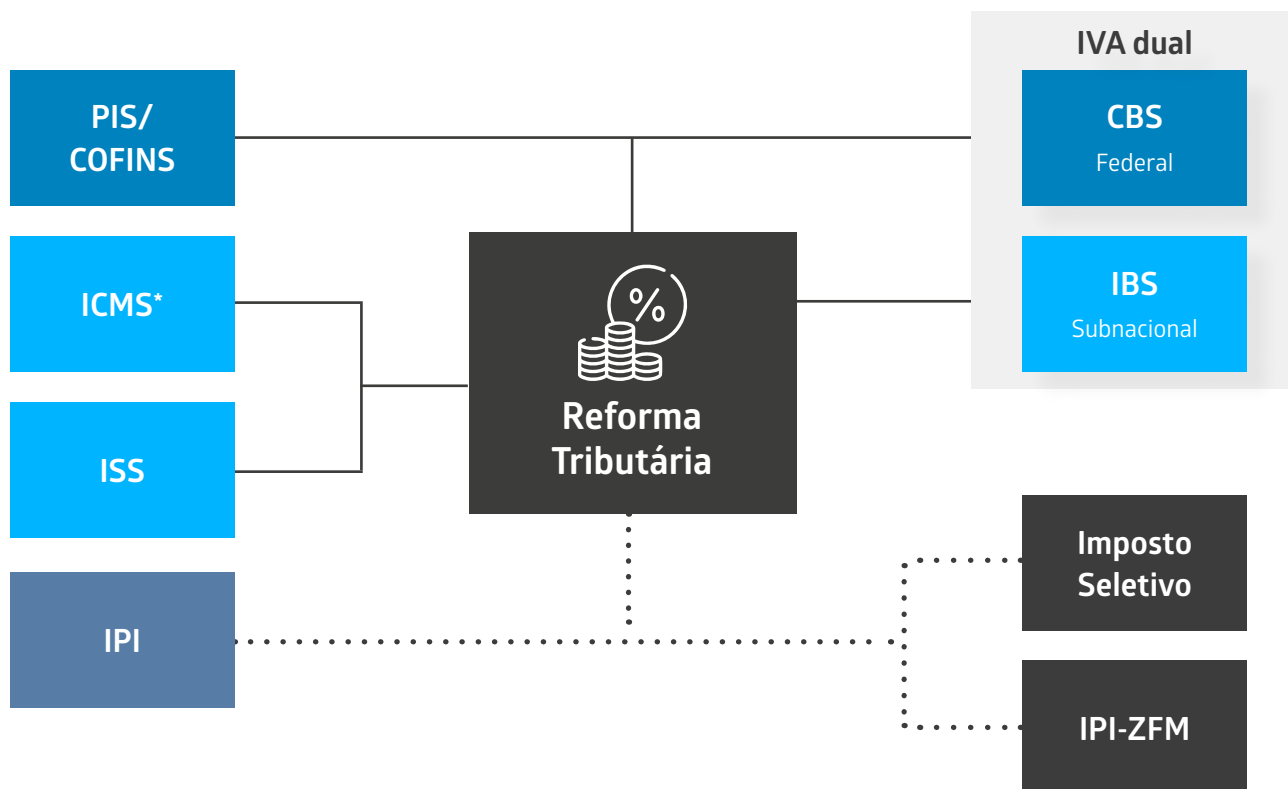 PIS/
COFINS
ICMS*
ISS
IPI
%
Reforma
Tributária
IVA dual
CBS
Federal
IBS
Subnacional
Imposto
Seletivo
IPI-ZFM